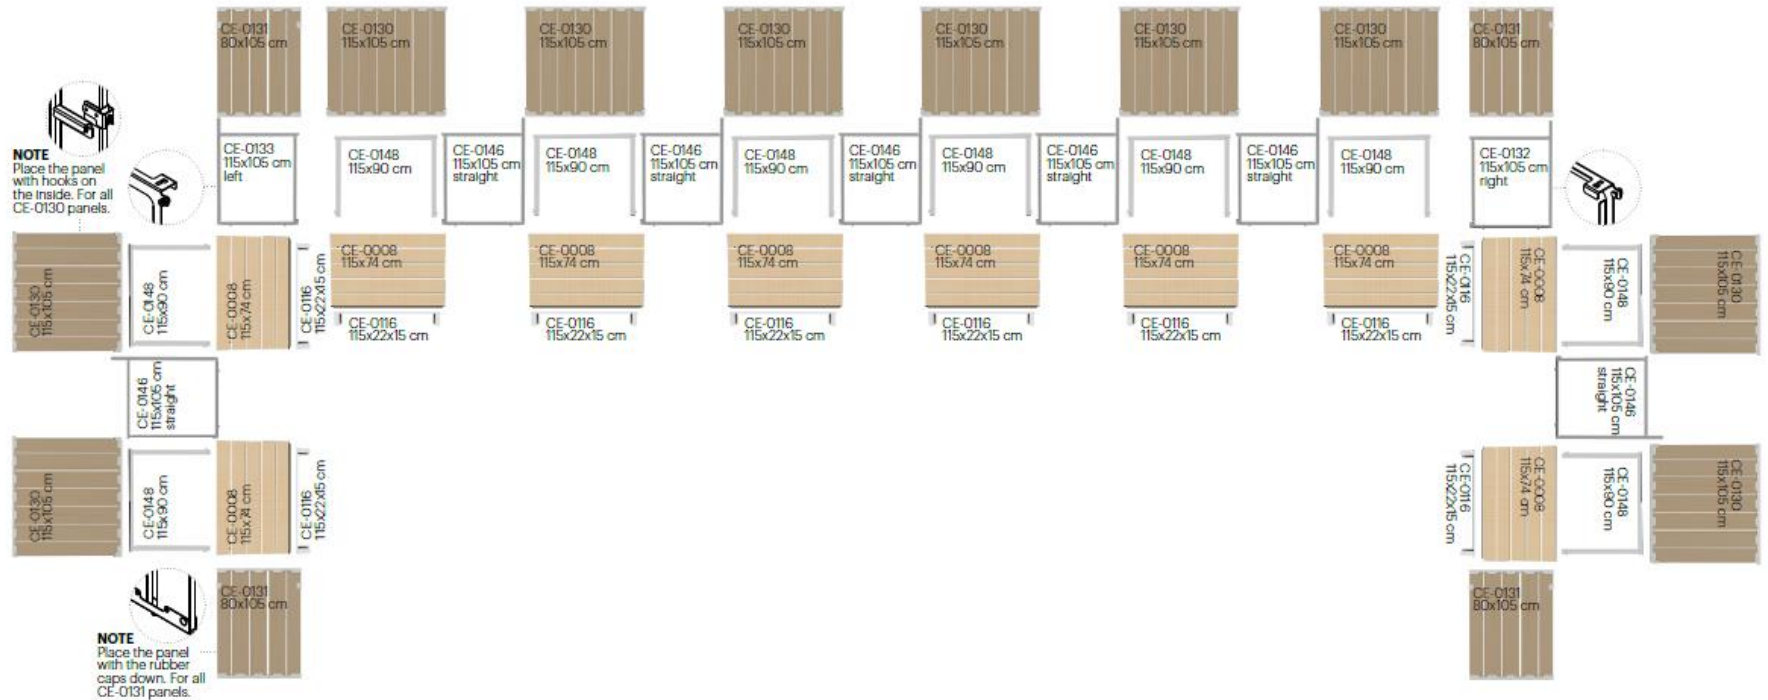 CE-0131
80x105 cm
CE-0130
115x105 cm
CE-0130
115x105 cm
CE-0130
115x105 cm
CE-0130
115x105 cm
CE-0130
115x105 cm
CE-0130
115x105 cm
CE-0131
80x105 cm
NOTE
Place the panel
with hooks on
the inside. For all
CE-0130 panels.
CE-0133
115x105 cm
left
CE-0148
115x90 cm
CE-0146
115x105 cm
straight
CE-0148
115x90 cm
CE-0146
115x105 cm
straight
CE-0148
115x90 cm
CE-0146
115x105 cm
straight
CE-0148
115x90 cm
CE-0146
115x105 cm
straight
CE-0148
115x90 cm
CE-0146
115x105 cm
straight
CE-0148
115x90 cm
CE-0132
115x105 cm
right
CE-0130
115x105 cm
CE-0148
115x90 cm
CE-0008
115x74 cm
CE-0116
115x22x15 cm
CE-0008
115x74 cm
CE-0008
115x74 cm
CE-0008
115x74 cm
CE-0008
115x74 cm
CE-0008
115x74 cm
CE-0008
115x74 cm
CE-0116
115x22x15 cm
CE-0116
115x22x15 cm
CE-0116
115x22x15 cm
CE-0116
115x22x15 cm
CE-0116
115x22x15 cm
CE-0116
115x22x15 cm
CE-0116
115x22x15 cm
CE-0008
115x74 cm
CE-0148
115x90 cm
CE-0130
115x105 cm
CE-0146
115x105 cm
straight
CE-0146
115x105 cm
straight
CE-0130
115x105 cm
CE-0148
115x90 cm
CE-0008
115x74 cm
CE-0116
115x22x15 cm
CE-0116
115x22x15 cm
CE-0008
115x74 cm
CE-0148
115x90 cm
CE-0130
115x105 cm
CE-0131
80x105 cm
CE-0131
80x105 cm
NOTE
Place the panel
with the rubber
caps down. For all
CE-0131 panels.